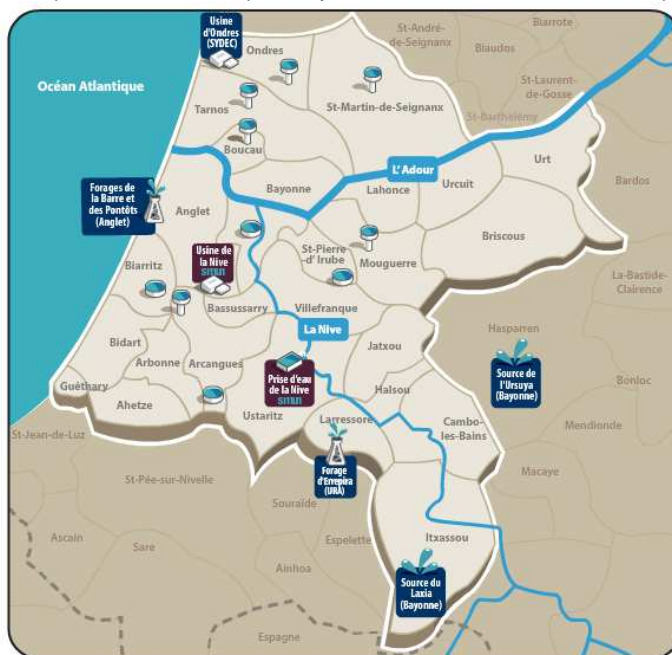 Usine
d'Ondres
(SYDEC)
Ondres
St-André-
de-Seignanx
Biarrote
Biaudos
St-Laurent-
de-Gosse
St-Barthélémy
Océan Atlantique
St-Martin-de-Seignanx
Tarnos
Boucau
L'Adour
Urt
Bayonne
Lahonce
Urcuit
Bardos
Forages de
la Barre et
des Pontôts
(Anglet)
Anglet
Briscous
Usine de
la Nive
smun
St-Pierre
-d'Irube
Mouguerre
Biarritz
La-Bastide-
Clairence
Bassussarry
Villefranque
La Nive
Hasparren
Bidart
Arbonne
Arcangues
Jatxou
Prise d'eau
de la Nive
smun
Source de
l'Ursuya
(Bayonne)
Bonloc
Guéthary
Ahetze
Halsou
Ustaritz
Larressore
Cambo-
les-Bains
Mendionde
St-Jean-de-Luz
Forage
d'Errepira
(URA)
Macaye
St-Pée-sur-Nivelle
Souraïde
Espelette
Itxassou
Ascain
Sare
Ainhoa
Source du
Laxia
(Bayonne)
Espagne